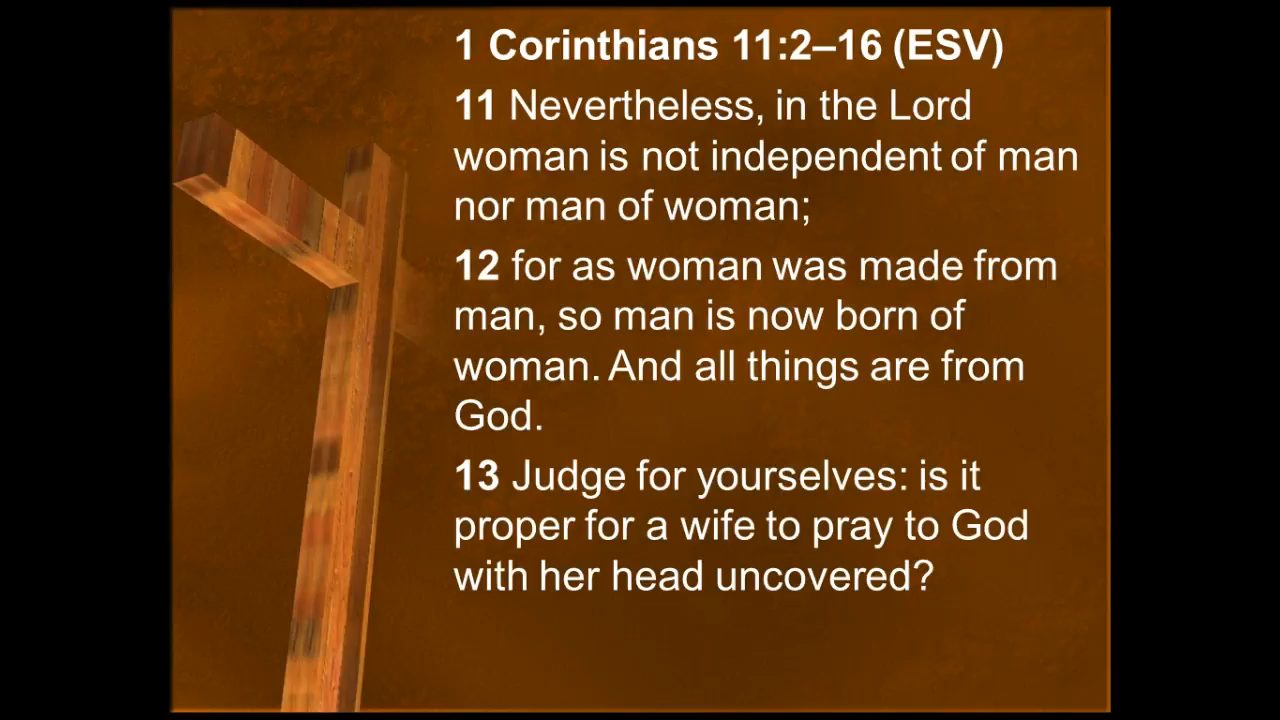 1 Corinthians 11:2–16 (ESV)
11 Nevertheless, in the Lord
woman is not independent of man
nor man of woman;
12 for as woman was made from
man, so man is now born of
woman. And all things are from
God.
13 Judge for yourselves: is it
proper for a wife to pray to God
with her head uncovered?